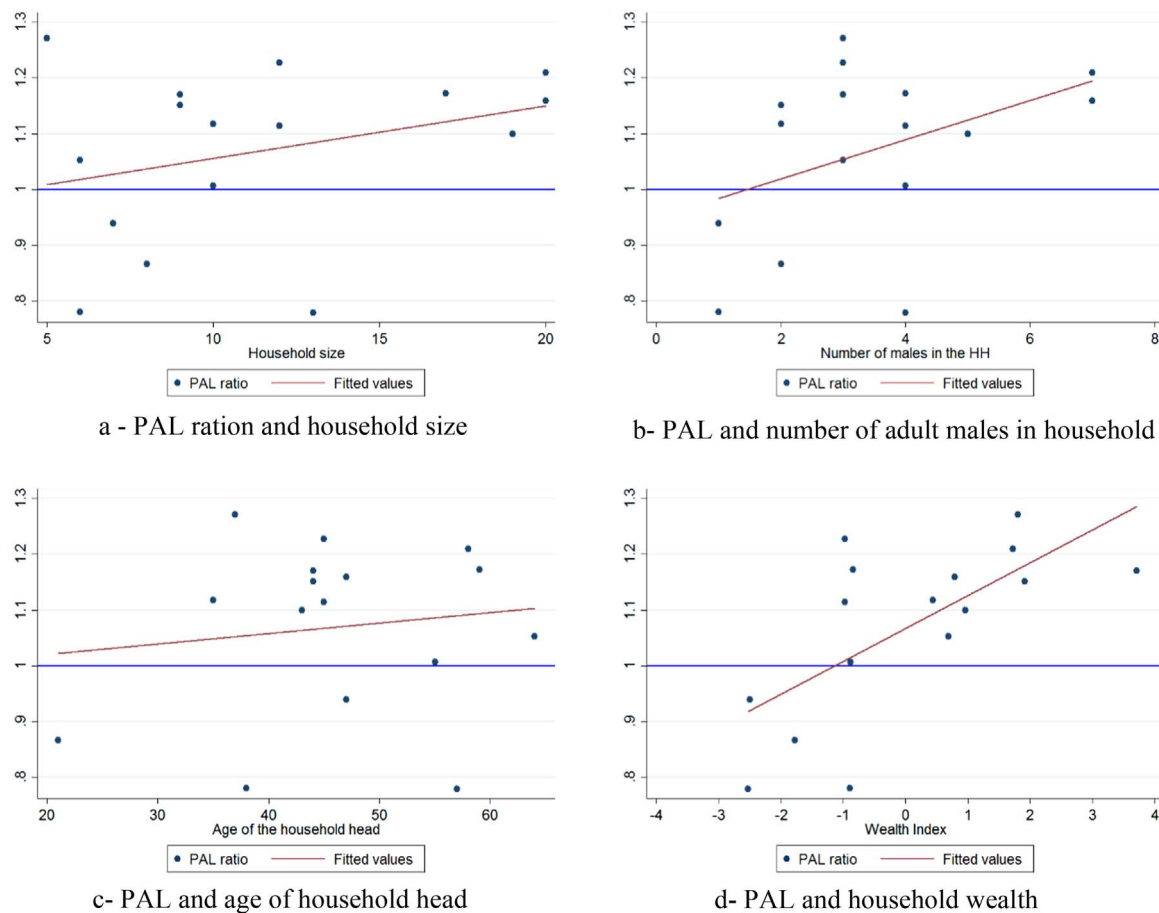 1.3
1.2
1.1
1
.9
.8
5 10 15 20
Household size
PAL ratio Fitted values
a - PAL ration and household size
1.3
1.2
1.1
1
.9
.8
0 2 4 6 8
Number of males in the HH
PAL ratio Fitted values
b- PAL and number of adult males in household
1.3
1.2
1.1
1
.9
.8
20 30 40 50 60
Age of the household head
PAL ratio Fitted values
c- PAL and age of household head
1.3
1.2
1.1
1
.9
.8
-4 -3 -2 -1 0 1 2 3 4
Wealth Index
PAL ratio Fitted values
d- PAL and household wealth